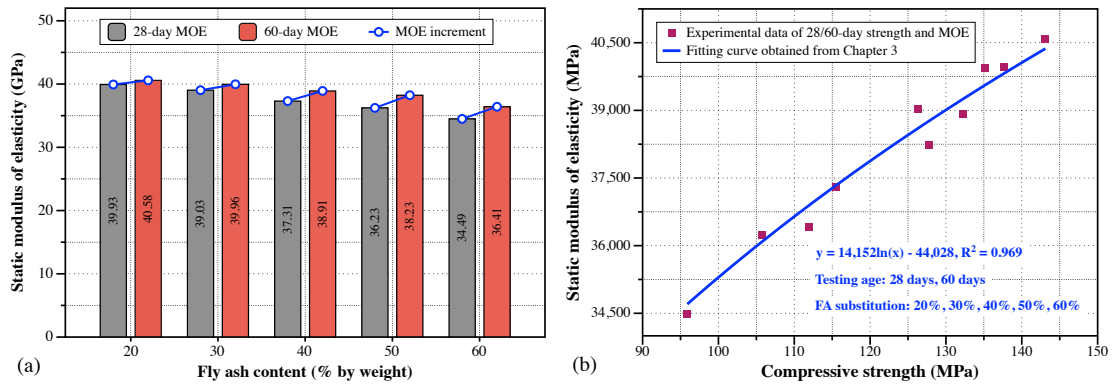 28-day MOE 60-day MOE MOE increment
50
40
30
20
10
0
Static modulus of elasticity (GPa)
39.93
40.58
39.03
39.96
37.31
38.91
36.23
38.23
34.49
36.41
20 30 40 50 60
Fly ash content (% by weight)
(a)
Experimental data of 28/60-day strength and MOE
Fitting curve obtained from Chapter 3
40,500
39,000
37,500
36,000
34,500
Static modulus of elasticity (MPa)
y = 14,152ln(x) - 44,028, R² = 0.969
Testing age: 28 days, 60 days
FA substitution: 20%, 30%, 40%, 50%, 60%
90 100 110 120 130 140 150
Compressive strength (MPa)
(b)